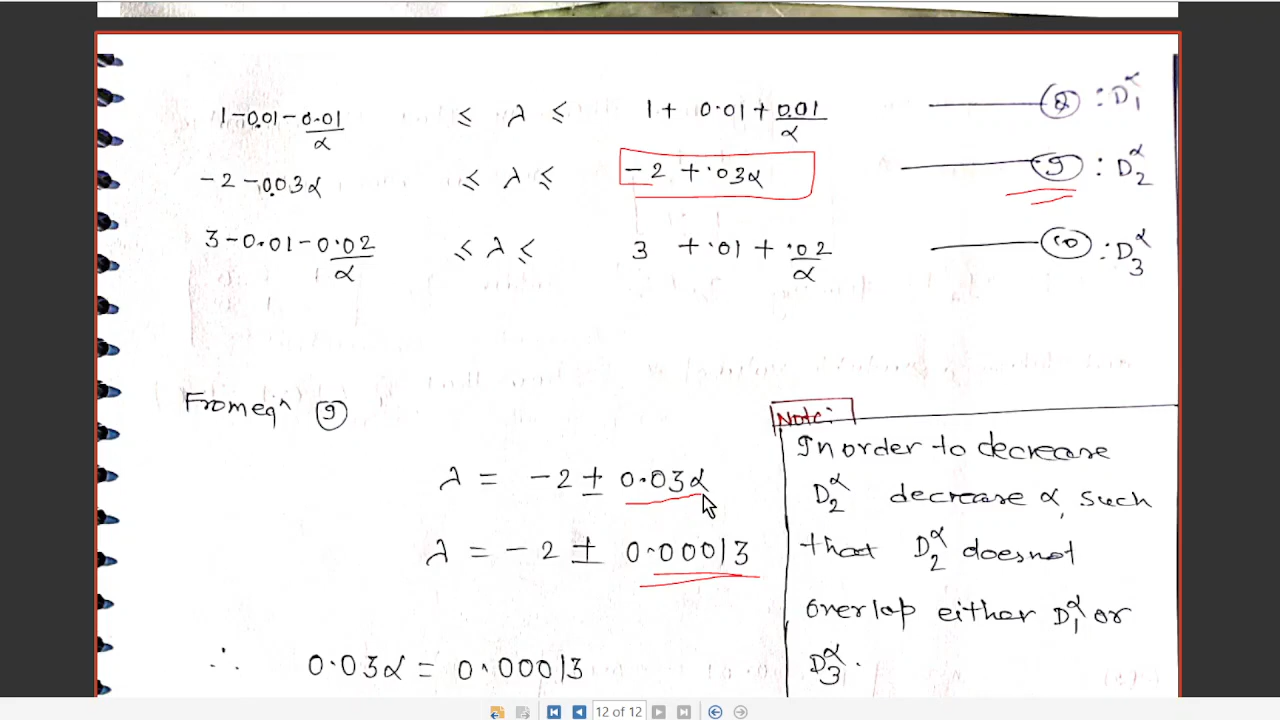 1-0.01-0.01/α ≤ λ ≤ 1+ 0.01+0.01/α —— (8) : D₁^α
-2-0.03α ≤ λ ≤ -2 +.03α —— (9) : D₂^α
3-0.01-0.02/α ≤ λ ≤ 3 +.01 + .02/α —— (10) : D₃^α
From eqⁿ (9)
λ = -2 ± 0.03α
λ = -2 ± 0.00013
∴ 0.03α = 0.00013
Note:
In order to decrease
D₂^α decrease α, such
that D₂^α doesnot
overlap either D₁^α or
D₃^α.
12 of 12